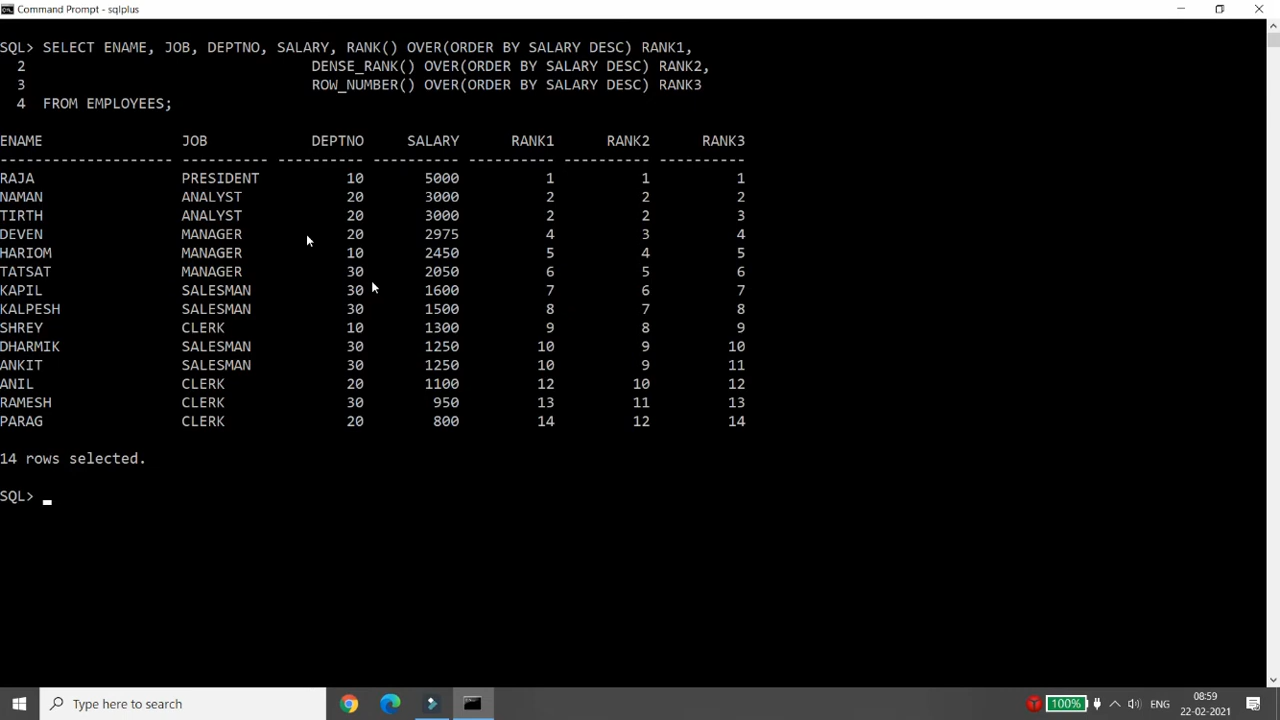 Command Prompt - sqlplus
SQL> SELECT ENAME, JOB, DEPTNO, SALARY, RANK() OVER(ORDER BY SALARY DESC) RANK1,
2 DENSE_RANK() OVER(ORDER BY SALARY DESC) RANK2,
3 ROW_NUMBER() OVER(ORDER BY SALARY DESC) RANK3
4 FROM EMPLOYEES;
ENAME JOB DEPTNO SALARY RANK1 RANK2 RANK3
-------------------- ---------- ---------- ---------- ---------- ---------- ----------
RAJA PRESIDENT 10 5000 1 1 1
NAMAN ANALYST 20 3000 2 2 2
TIRTH ANALYST 20 3000 2 2 3
DEVEN MANAGER 20 2975 4 3 4
HARIOM MANAGER 10 2450 5 4 5
TATSAT MANAGER 30 2050 6 5 6
KAPIL SALESMAN 30 1600 7 6 7
KALPESH SALESMAN 30 1500 8 7 8
SHREY CLERK 10 1300 9 8 9
DHARMIK SALESMAN 30 1250 10 9 10
ANKIT SALESMAN 30 1250 10 9 11
ANIL CLERK 20 1100 12 10 12
RAMESH CLERK 30 950 13 11 13
PARAG CLERK 20 800 14 12 14
14 rows selected.
SQL>
Type here to search
100%
ENG
08:59
22-02-2021